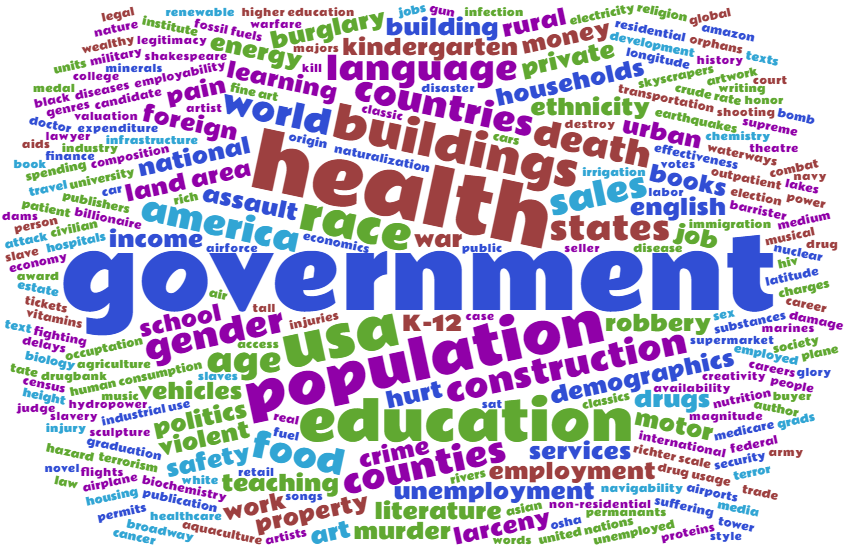 legal
renewable
higher education
jobs
gun
infection
electricity
religion
global
nature
institute
fossil fuels
warfare
burglary
building
rural
residential
amazon
wealthy
legitimacy
shakespeare
energy
majors
kindergarten
money
development
orphans
texts
units
military
kill
language
private
longitude
history
minerals
college
employability
learning
disaster
households
skyscrapers
artwork
court
medal
black
diseases
pain
fine art
countries
transportation
crude rate
writing
honor
genres
candidate
artist
world
classic
ethnicity
earthquakes
shooting
bomb
valuation
foreign
buildings
cars
death
destroy
urban
chemistry
supreme
doctor
expenditure
lawyer
infrastructure
origin
naturalization
effectiveness
theatre
aids
industry
finance
composition
national
health
irrigation
votes
waterways
combat
book
spending
university
land area
sales
books
outpatient
navy
travel
car
rich
assault
labor
election
lakes
power
publishers
patient
billionaire
america
race
english
barrister
medium
dams
person
civilian
war
states
immigration
musical
attack
hospitals
income
airforce
economics
public
seller
job
disease
nuclear
drug
slave
economy
government
hiv
latitude
award
estate
air
charges
tickets
vitamins
school
tall
injuries
K-12
case
population
robbery
sex
substances
career
damage
marines
text
fighting
delays
gender
usa
access
supermarket
society
occupation
biology
agriculture
age
construction
employed
plane
tate
drugbank
human consumption
slaves
demographics
careers
glory
census
height
music
vehicles
hurt
availability
creativity
people
hydropower
judge
slavery
industrial use
politics
real
education
sat
classics
drugs
nutrition
buyer
author
injury
sculpture
violent
fuel
motor
magnitude
medicare
grads
graduation
safety
food
crime
services
international
federal
hazard
terrorism
white
retail
counties
richter scale
security
army
novel
flights
teaching
rivers
employment
drug usage
terror
law
airplane
biochemistry
unemployment
navigability
airports
trade
housing
publication
work
songs
property
literature
asian
non-residential
suffering
media
permits
healthcare
larceny
osha
permanants
tower
broadway
aquaculture
artists
art
murder
words
united nations
unemployed
proteins
style
cancer